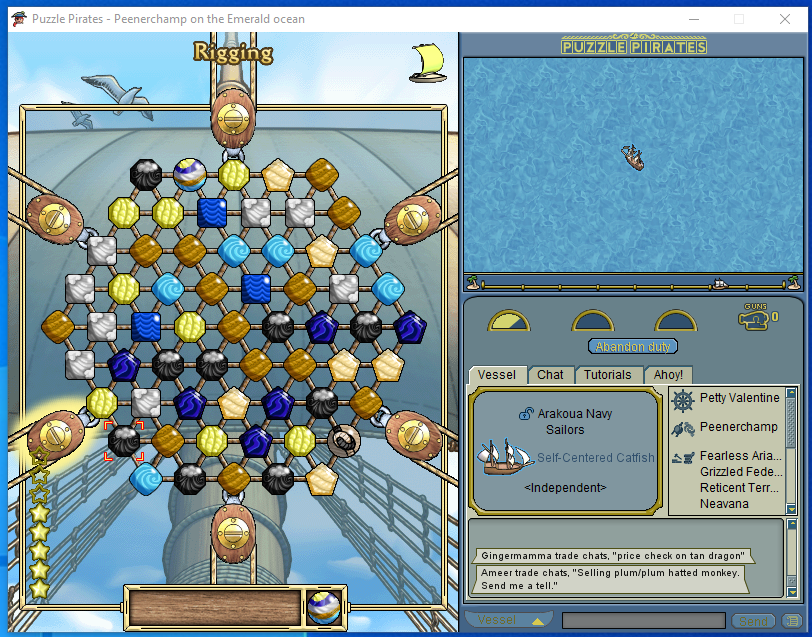 Puzzle Pirates - Peenerchamp on the Emerald ocean
Rigging
PUZZLE PIRATES
GUNS
0
Abandon duty
Vessel
Chat
Tutorials
Ahoy!
Arakoua Navy
Sailors
Self-Centered Catfish
<Independent>
Petty Valentine
Peenerchamp
Fearless Aria...
Grizzled Fede...
Reticent Terr...
Neavana
Gingermamma trade chats, "price check on tan dragon"
Ameer trade chats, "Selling plum/plum hatted monkey.
Send me a tell."
Vessel
Send